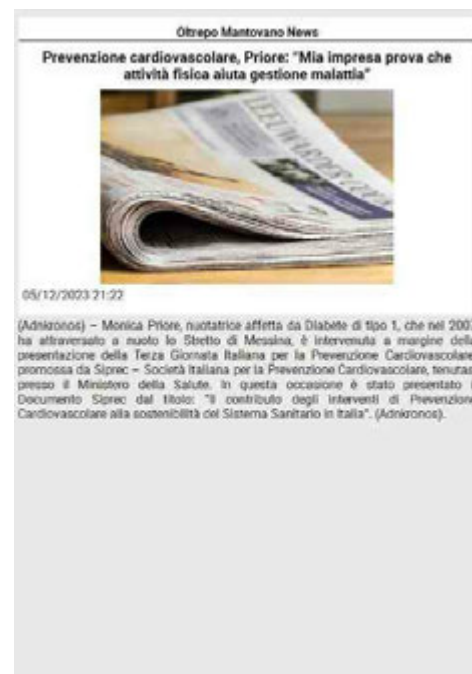 Oltrepo Mantovano News
Prevenzione cardiovascolare, Priore: "Mia impresa prova che
attività fisica aiuta gestione malattia"
LEEUWARDER COU
05/12/2023 21:22
(Adnkronos) – Monica Priore, nuotatrice affetta da Diabete di tipo 1, che nel 2007
ha attraversato a nuoto lo Stretto di Messina, è intervenuta a margine della
presentazione della Terza Giornata Italiana per la Prevenzione Cardiovascolare
promossa da Siprec – Società Italiana per la Prevenzione Cardiovascolare, tenutasi
presso il Ministero della Salute. In questa occasione è stato presentato
Documento Siprec dal titolo: "Il contributo degli interventi di Prevenzione
Cardiovascolare alla sostenibilità del Sistema Sanitario in Italia". (Adnkronos).